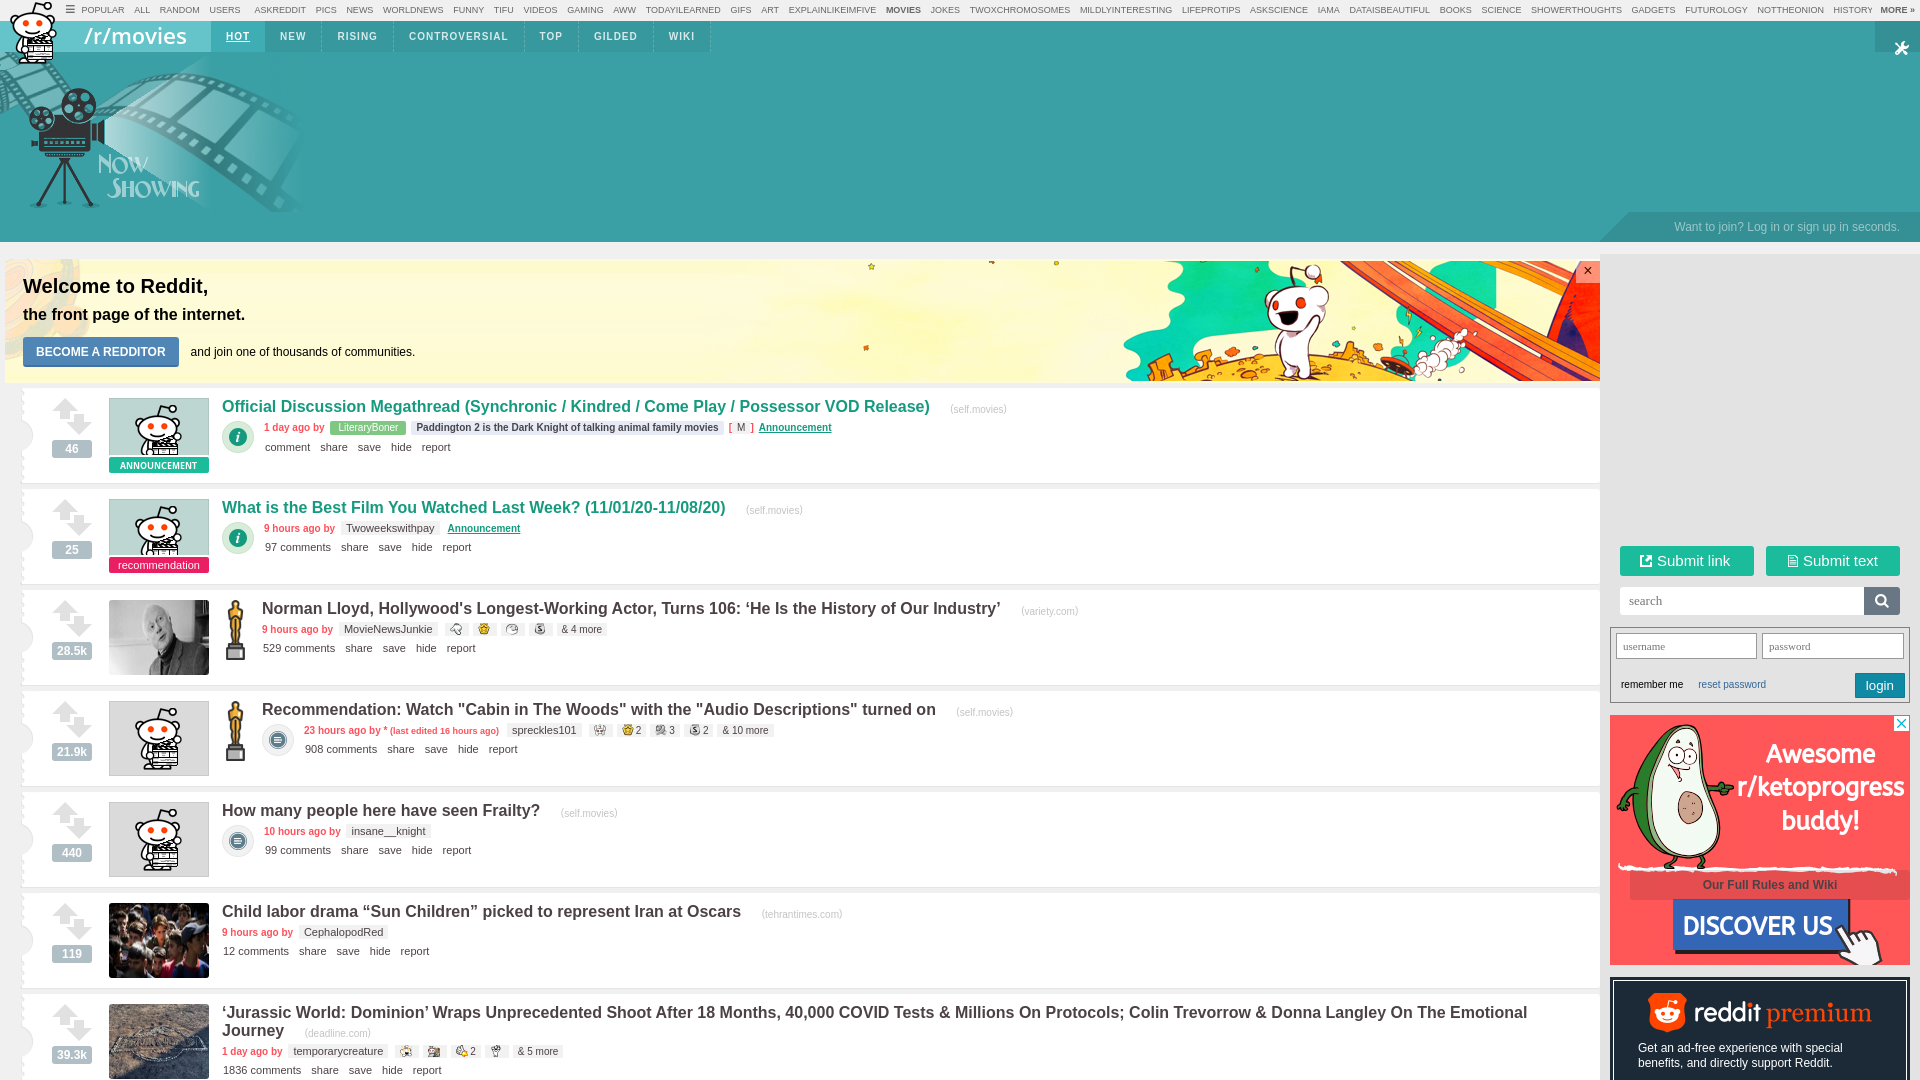 POPULAR ALL RANDOM USERS ASKREDDIT PICS NEWS WORLDNEWS FUNNY TIFU VIDEOS GAMING AWW TODAYILEARNED GIFS ART EXPLAINLIKEIMFIVE MOVIES JOKES TWOXCHROMOSOMES MILDLYINTERESTING LIFEPROTIPS ASKSCIENCE IAMA DATAISBEAUTIFUL BOOKS SCIENCE SHOWERTHOUGHTS GADGETS FUTUROLOGY NOTTHEONION HISTORY MORE »
/r/movies HOT NEW RISING CONTROVERSIAL TOP GILDED WIKI
NOW
SHOWING
Want to join? Log in or sign up in seconds.
Welcome to Reddit,
the front page of the internet.
BECOME A REDDITOR and join one of thousands of communities.
×
Official Discussion Megathread (Synchronic / Kindred / Come Play / Possessor VOD Release) (self.movies)
1 day ago by LiteraryBoner Paddington 2 is the Dark Knight of talking animal family movies [ M ] Announcement
46
comment share save hide report
ANNOUNCEMENT
What is the Best Film You Watched Last Week? (11/01/20-11/08/20) (self.movies)
9 hours ago by Twoweekswithpay Announcement
25
97 comments share save hide report
recommendation
Norman Lloyd, Hollywood's Longest-Working Actor, Turns 106: ‘He Is the History of Our Industry’ (variety.com)
9 hours ago by MovieNewsJunkie & 4 more
28.5k
529 comments share save hide report
Recommendation: Watch "Cabin in The Woods" with the "Audio Descriptions" turned on (self.movies)
23 hours ago by * (last edited 16 hours ago) spreckles101 2 3 2 & 10 more
21.9k
908 comments share save hide report
How many people here have seen Frailty? (self.movies)
10 hours ago by insane__knight
440
99 comments share save hide report
Child labor drama “Sun Children” picked to represent Iran at Oscars (tehrantimes.com)
9 hours ago by CephalopodRed
119
12 comments share save hide report
‘Jurassic World: Dominion’ Wraps Unprecedented Shoot After 18 Months, 40,000 COVID Tests & Millions On Protocols; Colin Trevorrow & Donna Langley On The Emotional
Journey (deadline.com)
1 day ago by temporarycreature 2 & 5 more
39.3k
1836 comments share save hide report
Submit link Submit text
search
username password
remember me reset password login
Awesome
r/ketoprogress
buddy!
Our Full Rules and Wiki
DISCOVER US
reddit premium
Get an ad-free experience with special
benefits, and directly support Reddit.